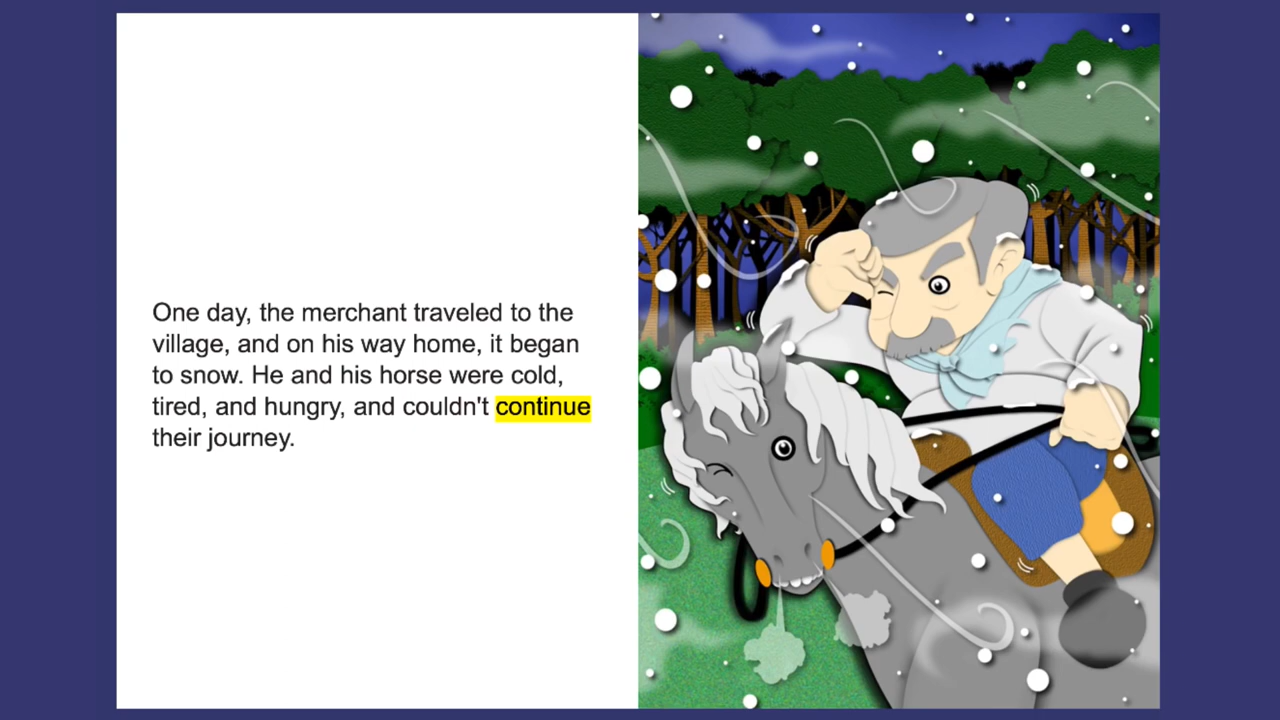 One day, the merchant traveled to the
village, and on his way home, it began
to snow. He and his horse were cold,
tired, and hungry, and couldn't continue
their journey.